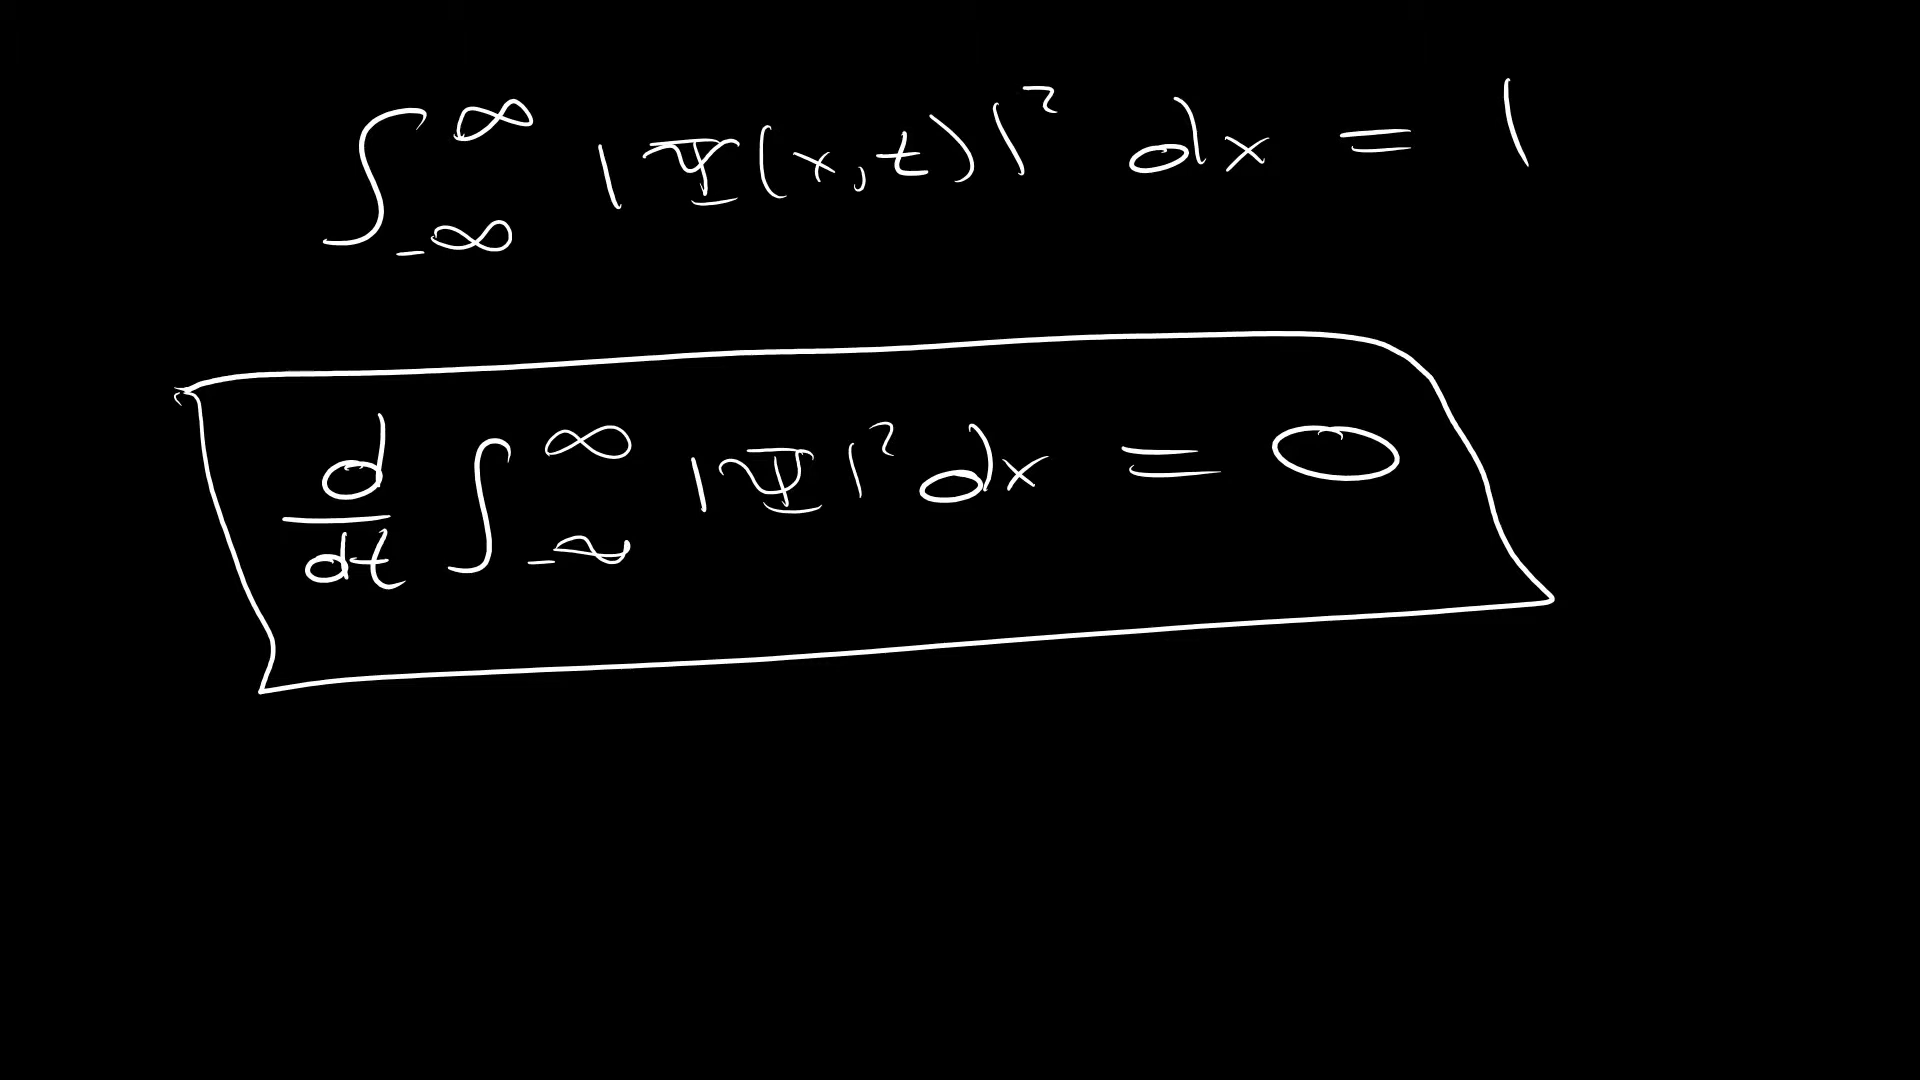 ∫_{-∞}^{∞} |Ψ(x,t)|² dx = 1
d/dt ∫_{-∞}^{∞} |Ψ|² dx = 0